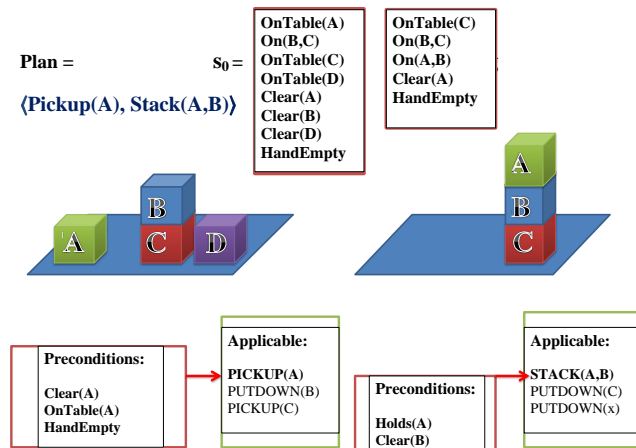 Plan =
⟨Pickup(A), Stack(A,B)⟩
s₀ =
OnTable(A)
On(B,C)
OnTable(C)
OnTable(D)
Clear(A)
Clear(B)
Clear(D)
HandEmpty
OnTable(C)
On(B,C)
On(A,B)
Clear(A)
HandEmpty
A
B
C
D
A
B
C
Preconditions:
Clear(A)
OnTable(A)
HandEmpty
Applicable:
PICKUP(A)
PUTDOWN(B)
PICKUP(C)
Preconditions:
Holds(A)
Clear(B)
Applicable:
STACK(A,B)
PUTDOWN(C)
PUTDOWN(x)